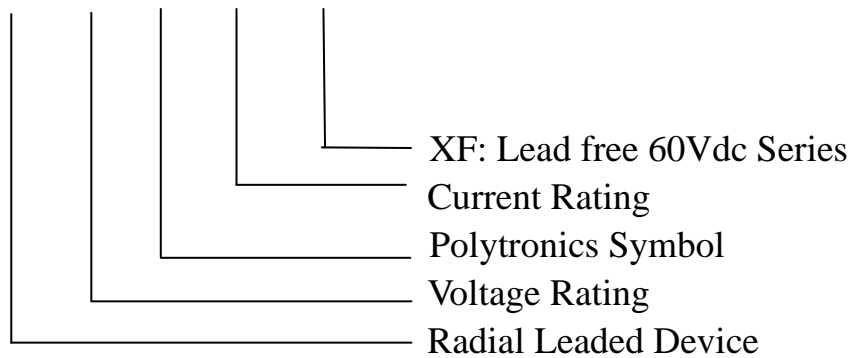 XF: Lead free 60Vdc Series
Current Rating
Polytronics Symbol
Voltage Rating
Radial Leaded Device